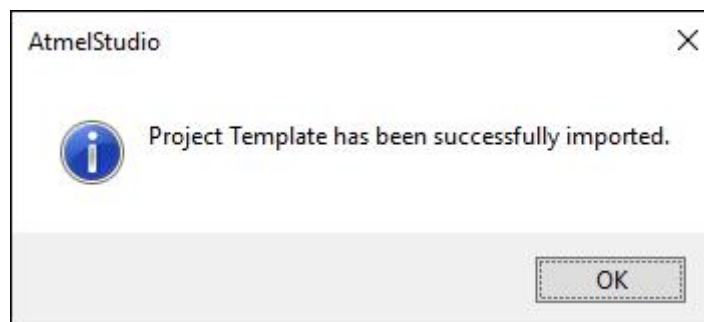 AtmelStudio
Project Template has been successfully imported.
OK